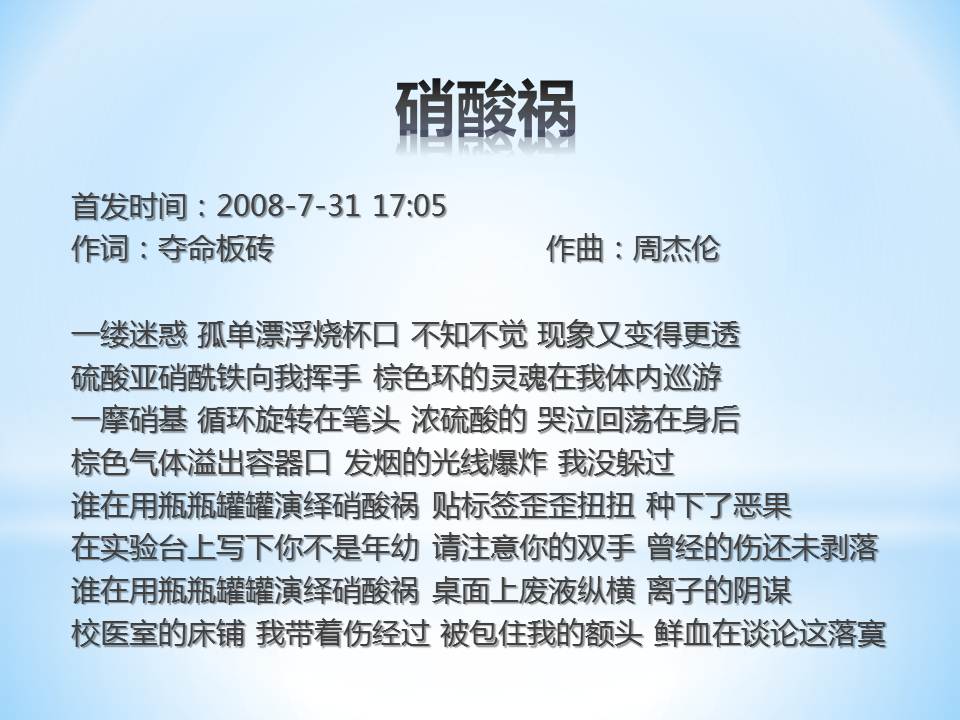 硝酸祸
首发时间：2008-7-31 17:05
作词：夺命板砖 作曲：周杰伦
一缕迷惑 孤单漂浮烧杯口 不知不觉 现象又变得更透
硫酸亚硝酰铁向我挥手 棕色环的灵魂在我体内巡游
一摩硝基 循环旋转在笔头 浓硫酸的 哭泣回荡在身后
棕色气体溢出容器口 发烟的光线爆炸 我没躲过
谁在用瓶瓶罐罐演绎硝酸祸 贴标签歪歪扭扭 种下了恶果
在实验台上写下你不是年幼 请注意你的双手 曾经的伤还未剥落
谁在用瓶瓶罐罐演绎硝酸祸 桌面上废液纵横 离子的阴谋
校医室的床铺 我带着伤经过 被包住我的额头 鲜血在谈论这落寞